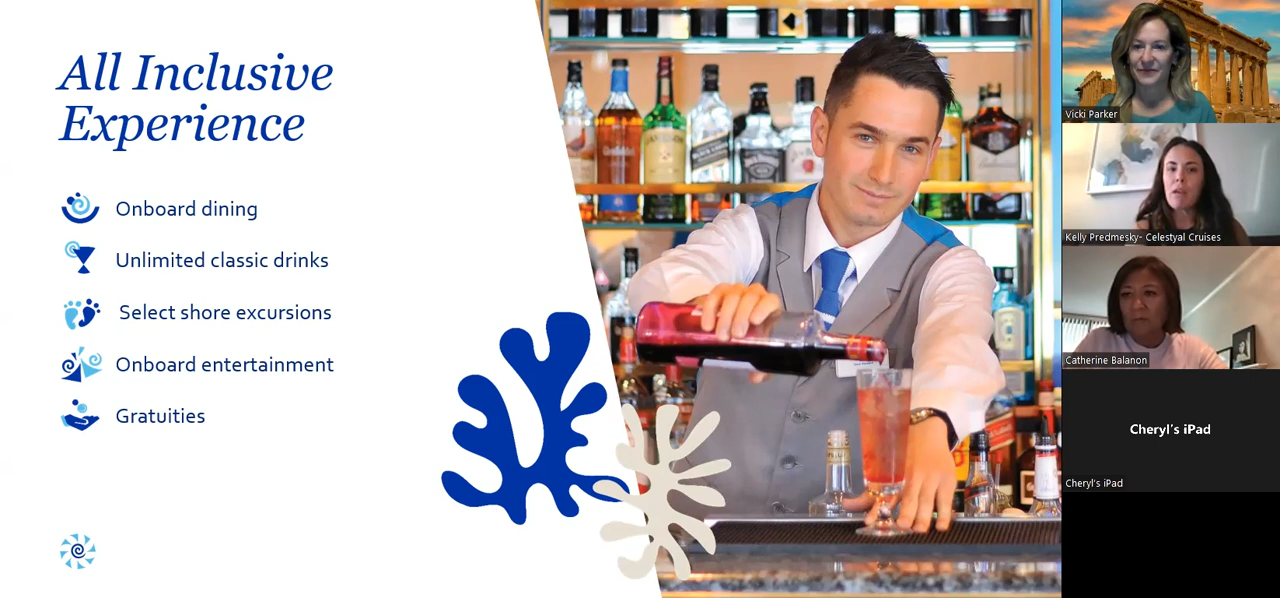 All Inclusive
Experience
Onboard dining
Unlimited classic drinks
Select shore excursions
Onboard entertainment
Gratuities
Vicki Parker
Kelly Predmesky- Celestyal Cruises
Catherine Balanon
Cheryl's iPad
Cheryl's iPad